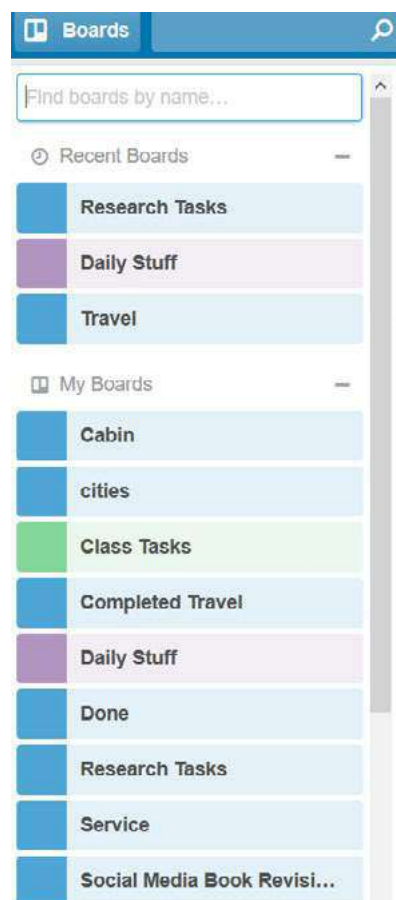 Boards
Find boards by name…
Recent Boards
Research Tasks
Daily Stuff
Travel
My Boards
Cabin
cities
Class Tasks
Completed Travel
Daily Stuff
Done
Research Tasks
Service
Social Media Book Revisi…